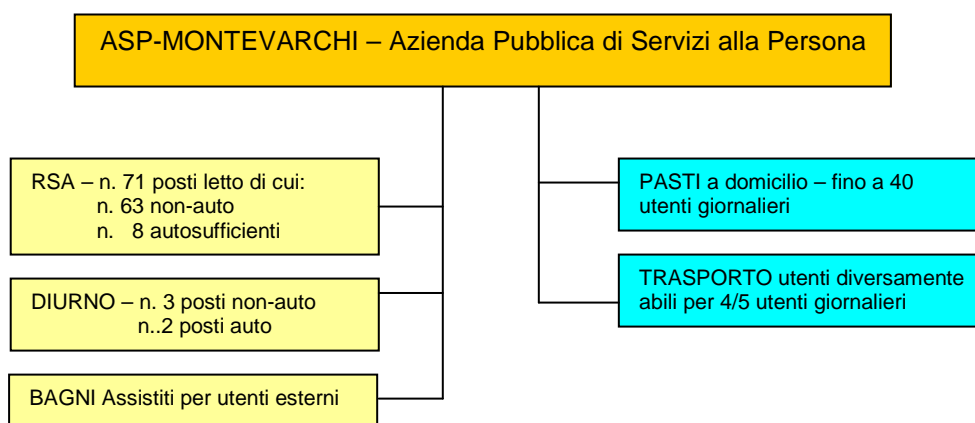 ASP-MONTEVARCHI – Azienda Pubblica di Servizi alla Persona
RSA – n. 71 posti letto di cui:
n. 63 non-auto
n. 8 autosufficienti
DIURNO – n. 3 posti non-auto
n..2 posti auto
BAGNI Assistiti per utenti esterni
PASTI a domicilio – fino a 40
utenti giornalieri
TRASPORTO utenti diversamente
abili per 4/5 utenti giornalieri